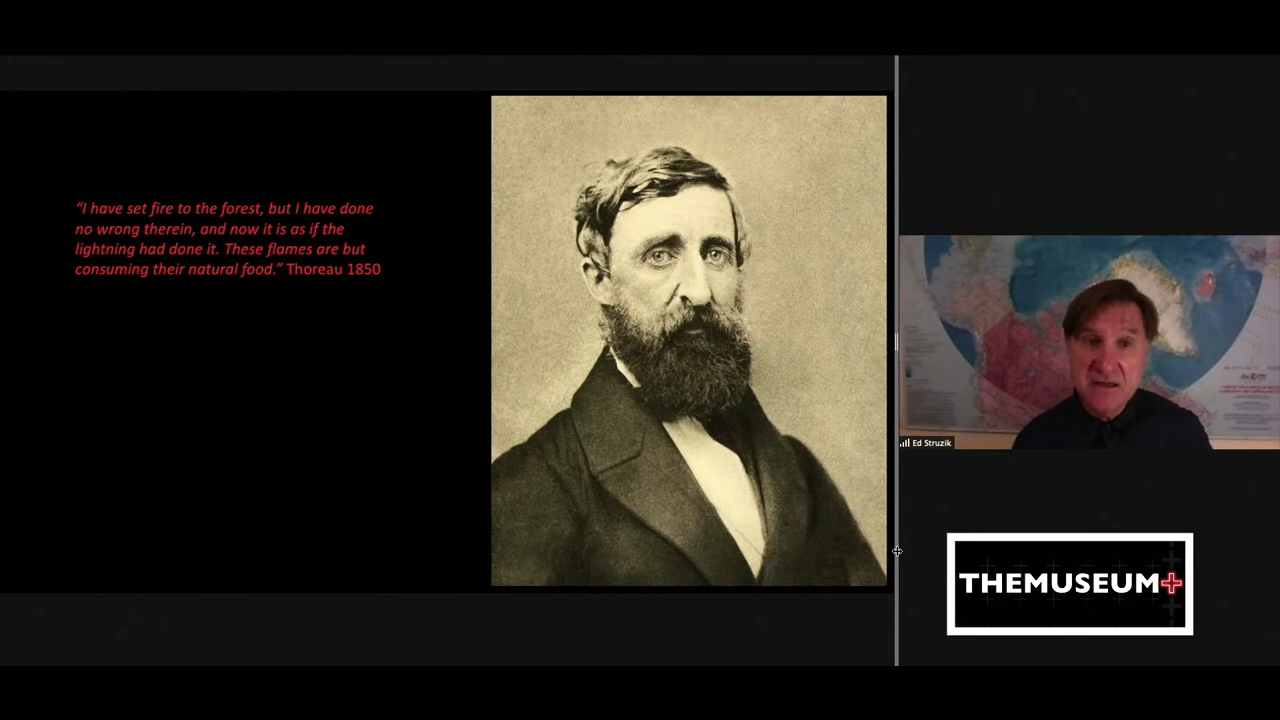 “I have set fire to the forest, but I have done
no wrong therein, and now it is as if the
lightning had done it. These flames are but
consuming their natural food.” Thoreau 1850
Ed Struzik
THEMUSEUM+